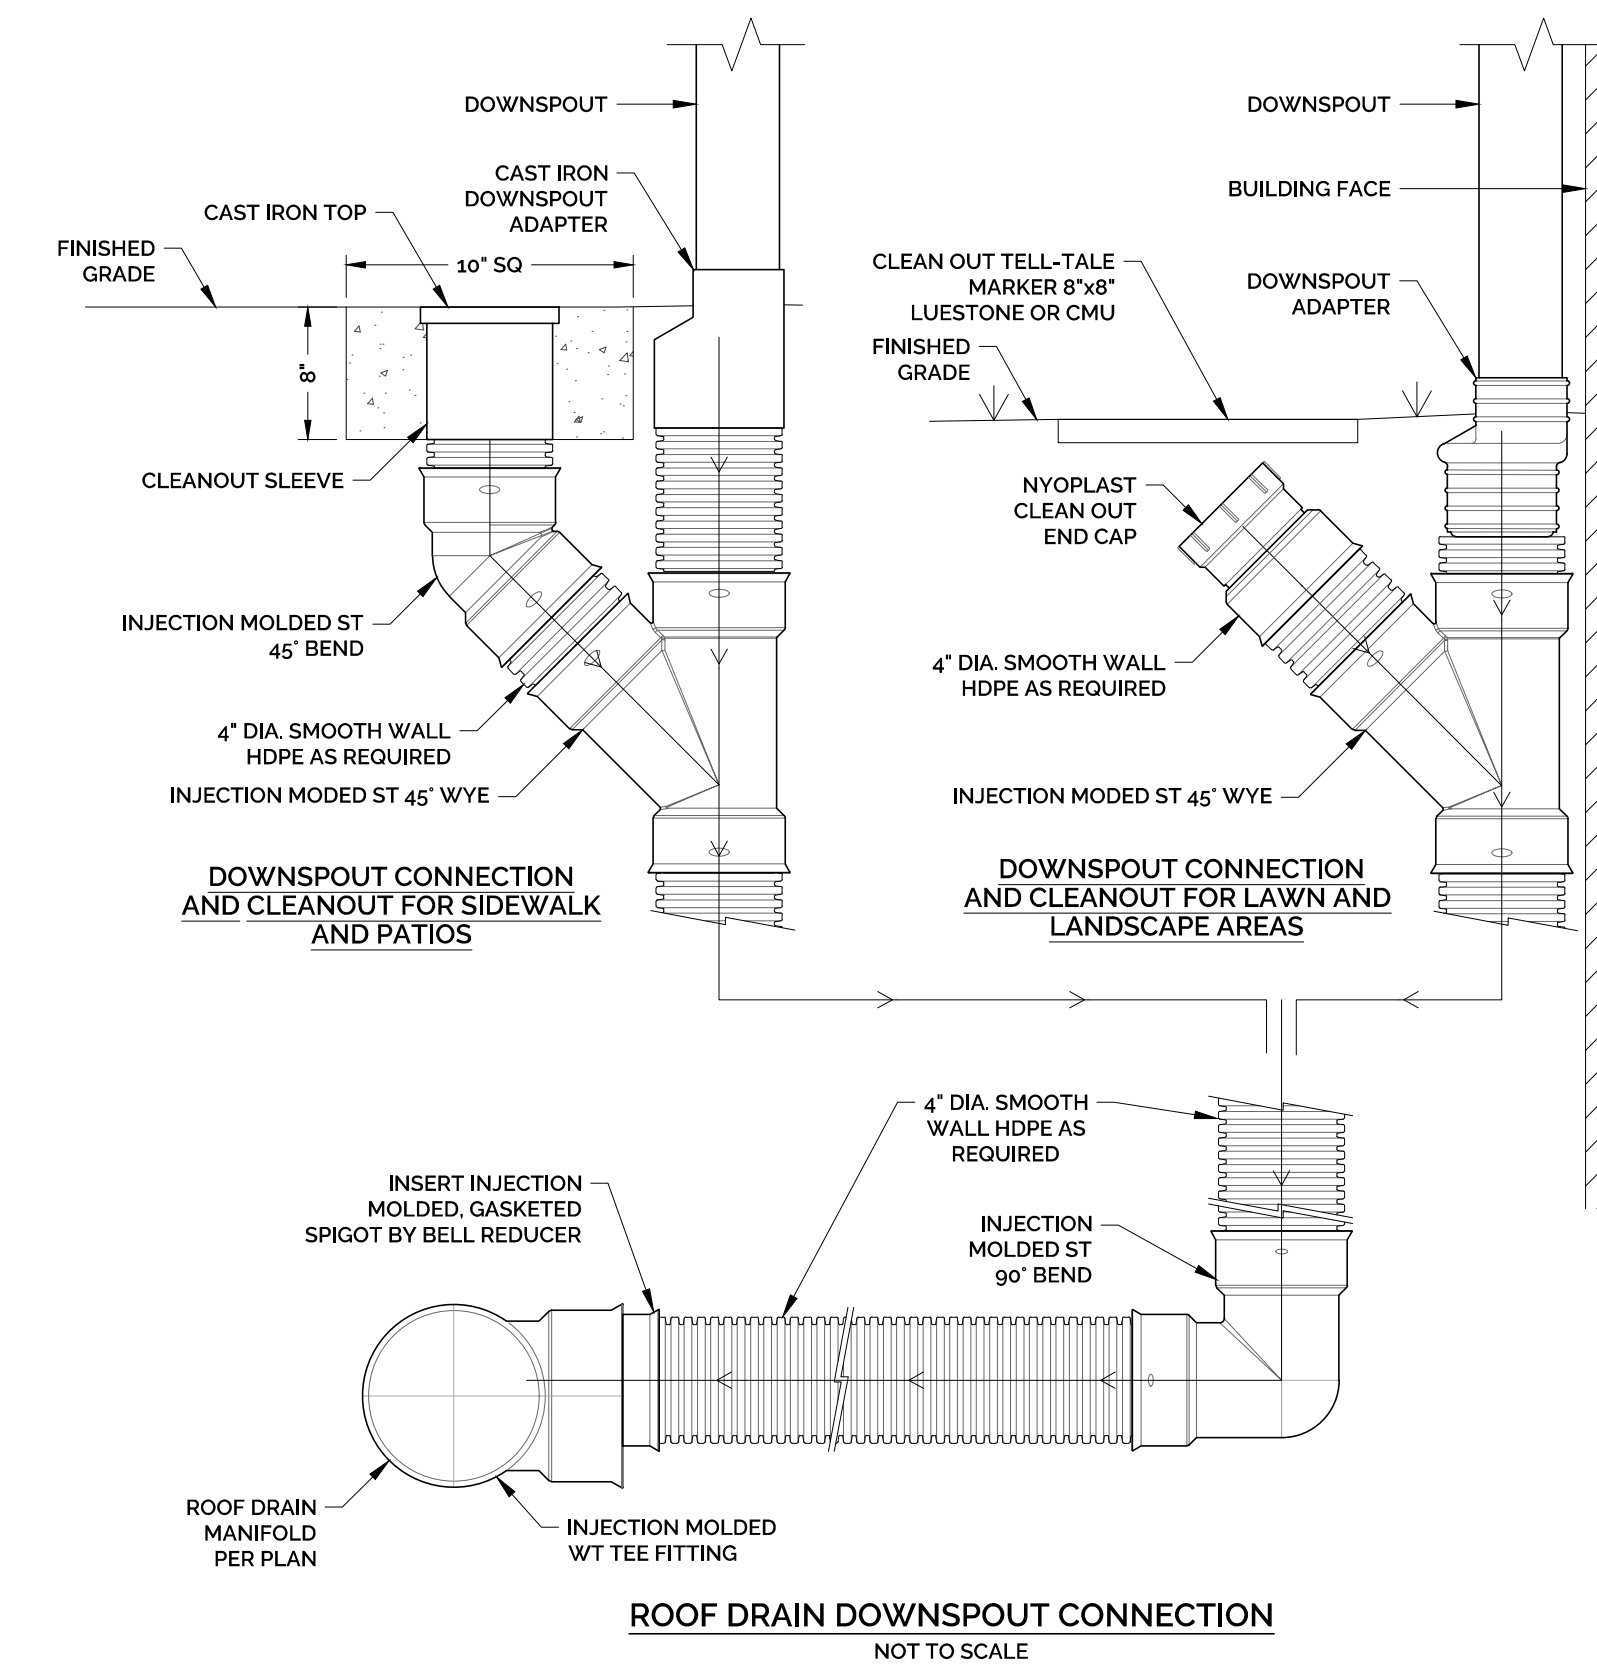 DOWNSPOUT
CAST IRON
DOWNSPOUT
ADAPTER
CAST IRON TOP
FINISHED
GRADE
10" SQ
8"
CLEANOUT SLEEVE
INJECTION MOLDED ST
45° BEND
4" DIA. SMOOTH WALL
HDPE AS REQUIRED
INJECTION MODED ST 45° WYE
DOWNSPOUT CONNECTION
AND CLEANOUT FOR SIDEWALK
AND PATIOS
DOWNSPOUT
BUILDING FACE
CLEAN OUT TELL-TALE
MARKER 8"x8"
LUESTONE OR CMU
DOWNSPOUT
ADAPTER
FINISHED
GRADE
NYOPLAST
CLEAN OUT
END CAP
4" DIA. SMOOTH WALL
HDPE AS REQUIRED
INJECTION MODED ST 45° WYE
DOWNSPOUT CONNECTION
AND CLEANOUT FOR LAWN AND
LANDSCAPE AREAS
4" DIA. SMOOTH
WALL HDPE AS
REQUIRED
INSERT INJECTION
MOLDED, GASKETED
SPIGOT BY BELL REDUCER
INJECTION
MOLDED ST
90° BEND
ROOF DRAIN
MANIFOLD
PER PLAN
INJECTION MOLDED
WT TEE FITTING
ROOF DRAIN DOWNSPOUT CONNECTION
NOT TO SCALE